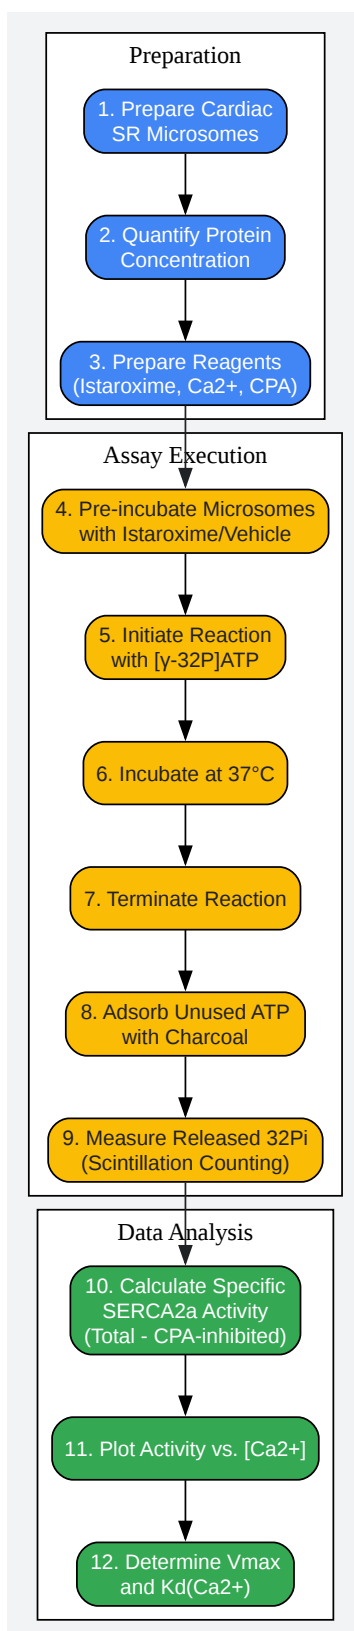 Preparation
1. Prepare Cardiac
SR Microsomes
2. Quantify Protein
Concentration
3. Prepare Reagents
(Istaroxime, Ca2+, CPA)
Assay Execution
4. Pre-incubate Microsomes
with Istaroxime/Vehicle
5. Initiate Reaction
with [γ-32P]ATP
6. Incubate at 37°C
7. Terminate Reaction
8. Adsorb Unused ATP
with Charcoal
9. Measure Released 32Pi
(Scintillation Counting)
Data Analysis
10. Calculate Specific
SERCA2a Activity
(Total - CPA-inhibited)
11. Plot Activity vs. [Ca2+]
12. Determine Vmax
and Kd(Ca2+)